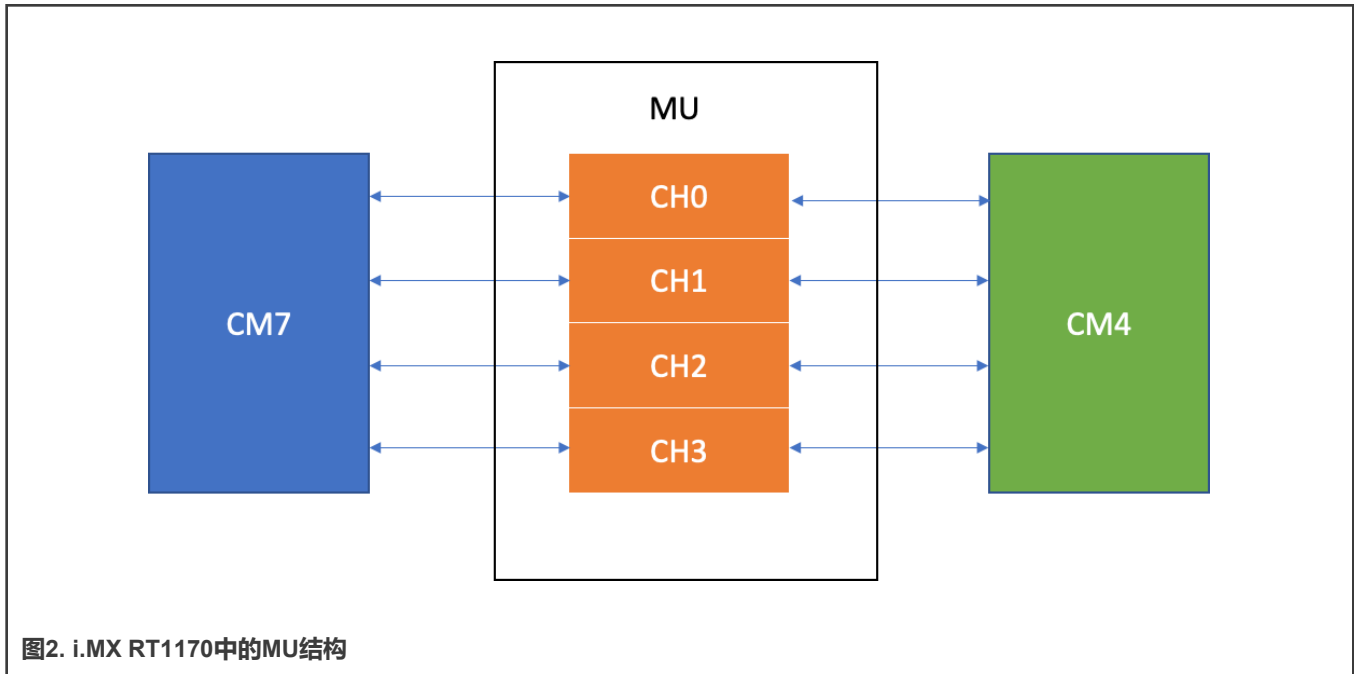 MU
CH0
CH1
CH2
CH3
CM7
CM4
图2. i.MX RT1170中的MU结构